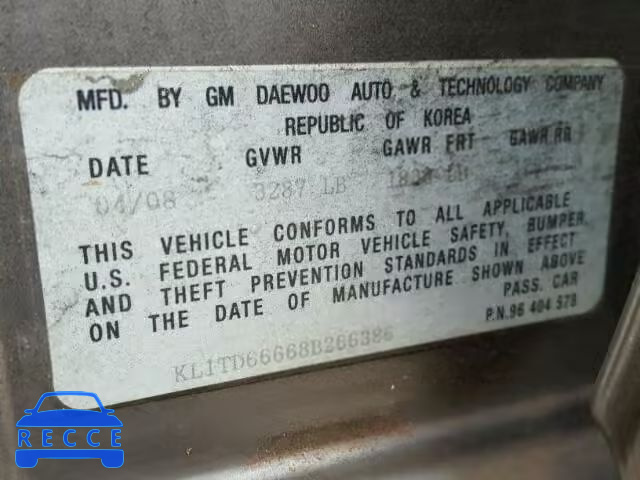 MFD. BY GM DAEWOO AUTO & TECHNOLOGY COMPANY
REPUBLIC OF KOREA
DATE GVWR GAWR FRT GAWR RR
04/08 3287 LB
THIS VEHICLE CONFORMS TO ALL APPLICABLE
U.S. FEDERAL MOTOR VEHICLE SAFETY, BUMPER,
AND THEFT PREVENTION STANDARDS IN EFFECT
ON THE DATE OF MANUFACTURE SHOWN ABOVE
PASS. CAR
P.N.96 404 578
KL1TD66668B266386
RECCE